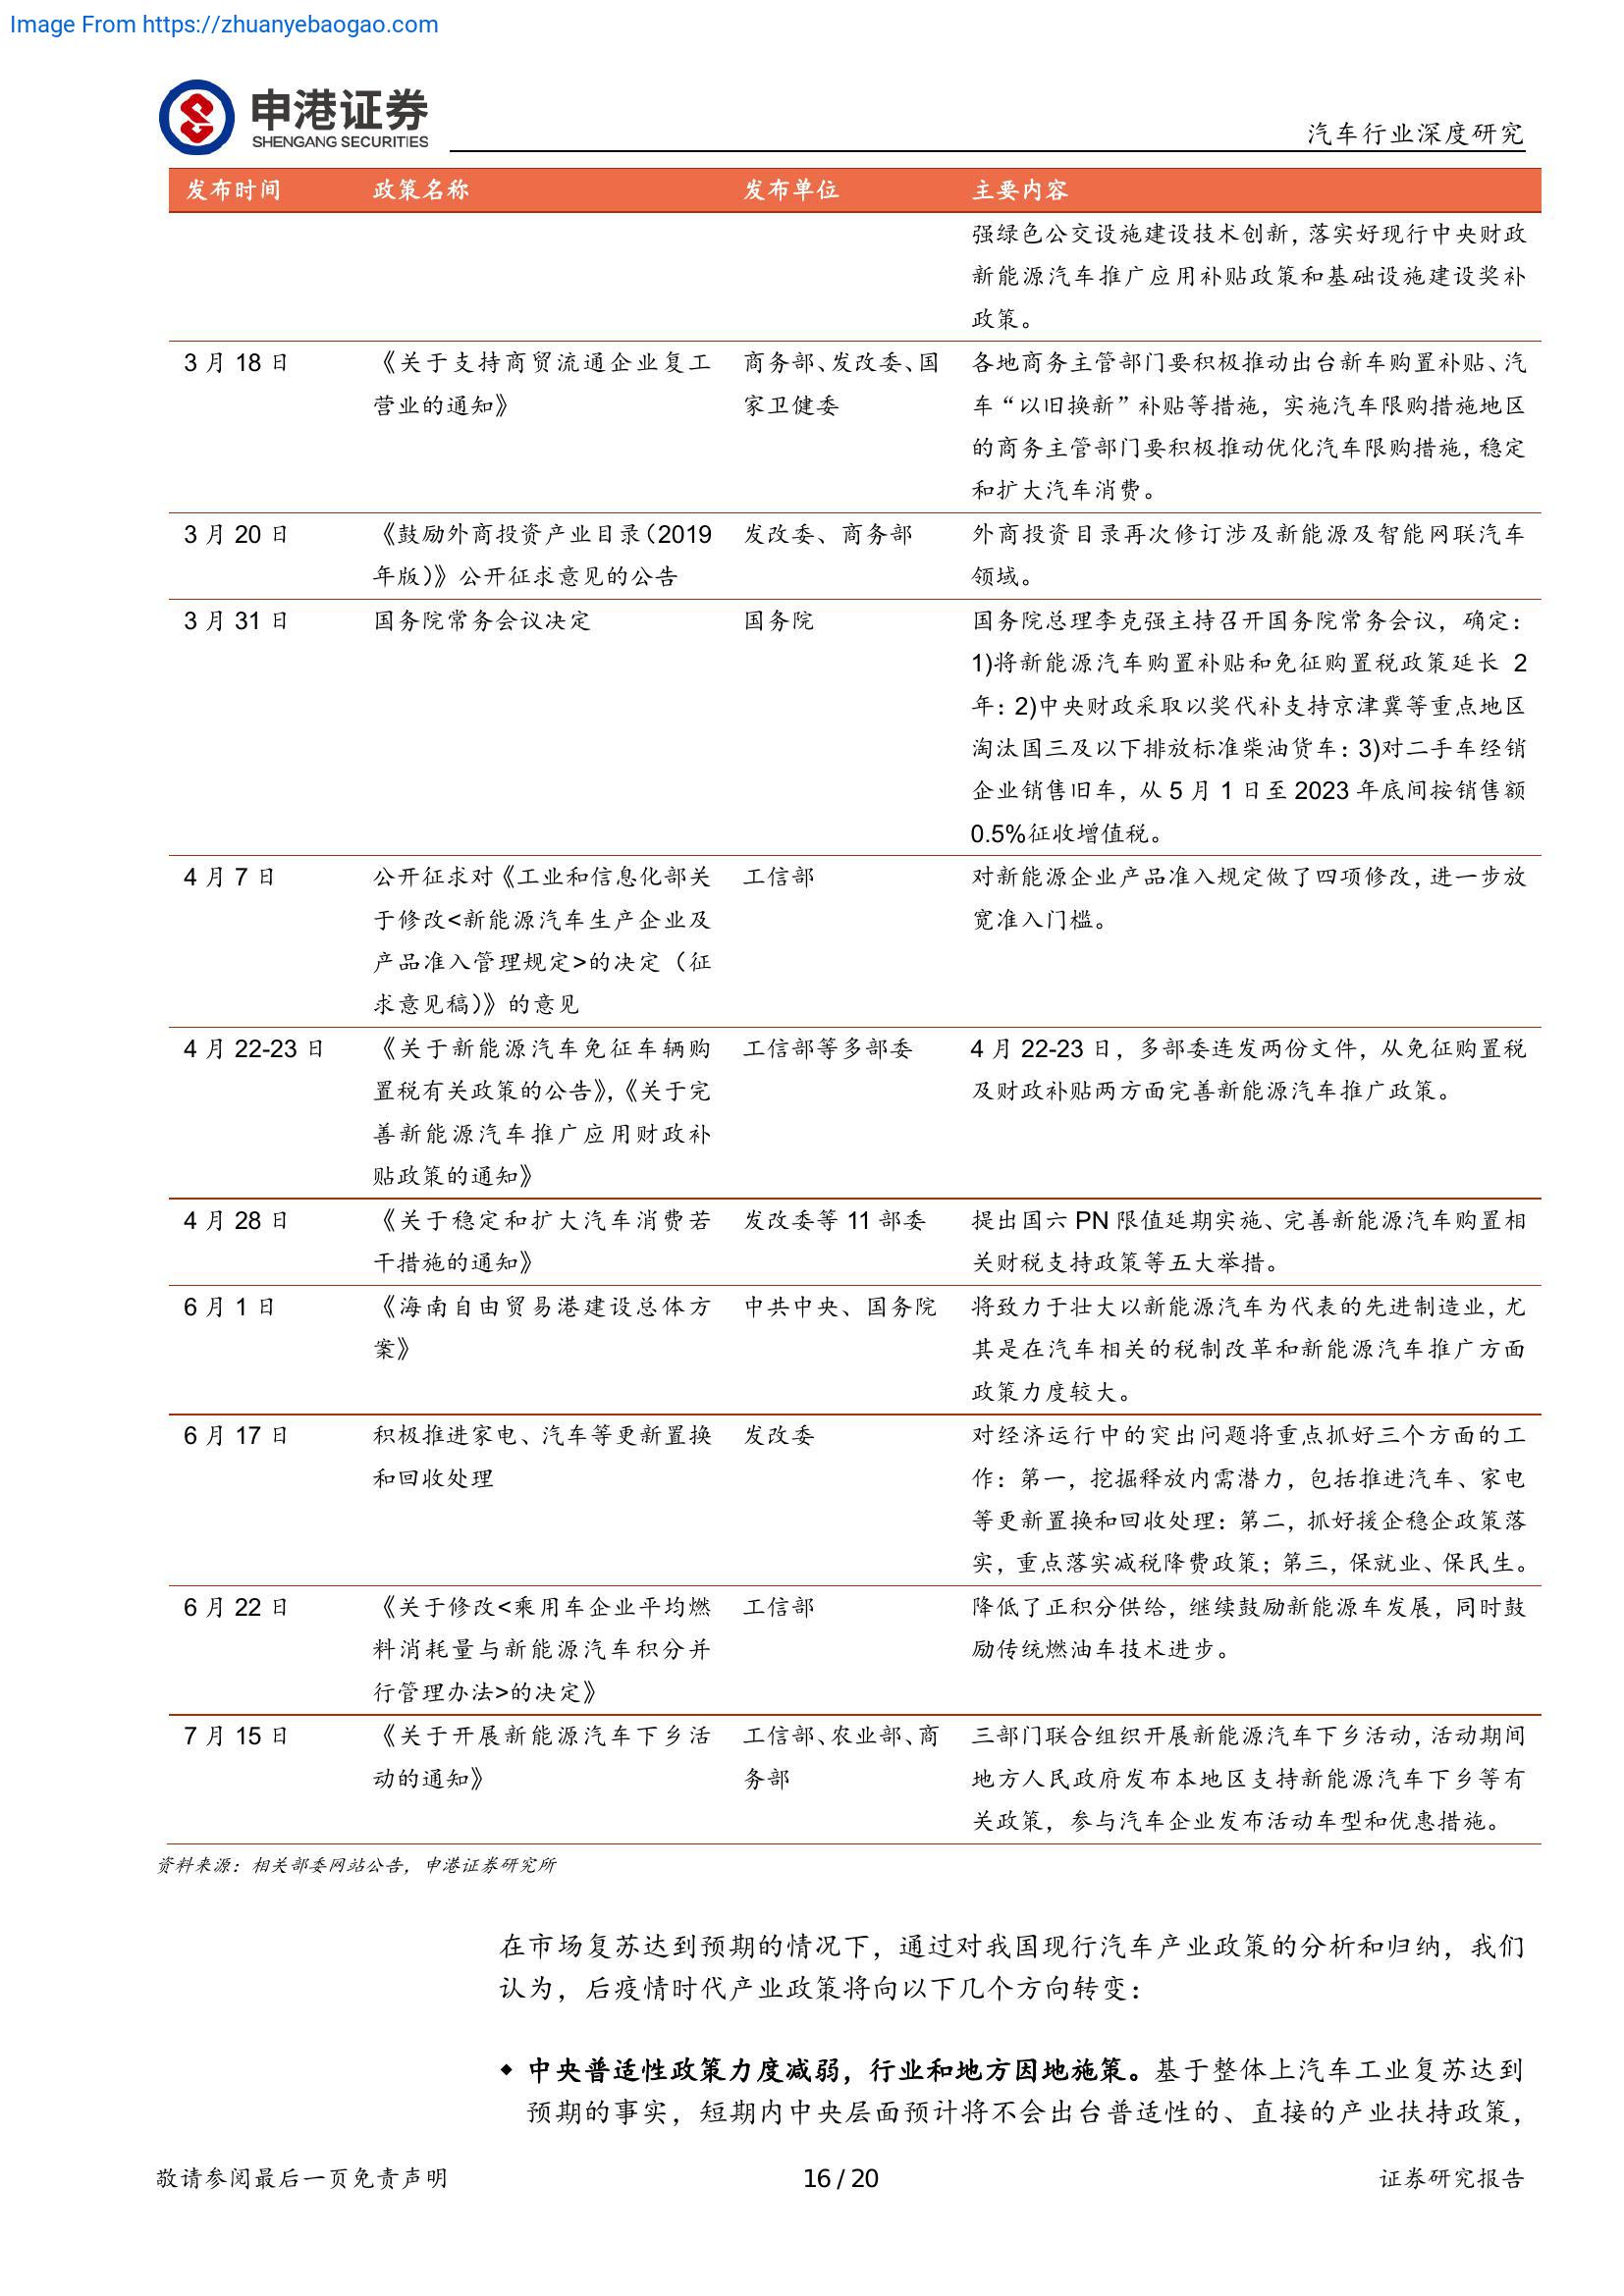 Image From https://zhuanyebaogao.com
申港证券
SHENGANG SECURITIES
汽车行业深度研究
发布时间 政策名称 发布单位 主要内容
强绿色公交设施建设技术创新，落实好现行中央财政
新能源汽车推广应用补贴政策和基础设施建设奖补
政策。
3 月 18 日 《关于支持商贸流通企业复工 商务部、发改委、国 各地商务主管部门要积极推动出台新车购置补贴、汽
营业的通知》 家卫健委 车“以旧换新”补贴等措施，实施汽车限购措施地区
的商务主管部门要积极推动优化汽车限购措施，稳定
和扩大汽车消费。
3 月 20 日 《鼓励外商投资产业目录（2019 发改委、商务部 外商投资目录再次修订涉及新能源及智能网联汽车
年版）》公开征求意见的公告 领域。
3 月 31 日 国务院常务会议决定 国务院 国务院总理李克强主持召开国务院常务会议，确定：
1)将新能源汽车购置补贴和免征购置税政策延长 2
年：2)中央财政采取以奖代补支持京津冀等重点地区
淘汰国三及以下排放标准柴油货车：3)对二手车经销
企业销售旧车，从 5 月 1 日至 2023 年底间按销售额
0.5%征收增值税。
4 月 7 日 公开征求对《工业和信息化部关 工信部 对新能源企业产品准入规定做了四项修改，进一步放
于修改<新能源汽车生产企业及 宽准入门槛。
产品准入管理规定>的决定（征
求意见稿）》的意见
4 月 22-23 日 《关于新能源汽车免征车辆购 工信部等多部委 4 月 22-23 日，多部委连发两份文件，从免征购置税
置税有关政策的公告》，《关于完 及财政补贴两方面完善新能源汽车推广政策。
善新能源汽车推广应用财政补
贴政策的通知》
4 月 28 日 《关于稳定和扩大汽车消费若 发改委等 11 部委 提出国六 PN 限值延期实施、完善新能源汽车购置相
干措施的通知》 关财税支持政策等五大举措。
6 月 1 日 《海南自由贸易港建设总体方 中共中央、国务院 将致力于壮大以新能源汽车为代表的先进制造业，尤
案》 其是在汽车相关的税制改革和新能源汽车推广方面
政策力度较大。
6 月 17 日 积极推进家电、汽车等更新置换 发改委 对经济运行中的突出问题将重点抓好三个方面的工
和回收处理 作：第一，挖掘释放内需潜力，包括推进汽车、家电
等更新置换和回收处理：第二，抓好援企稳企政策落
实，重点落实减税降费政策；第三，保就业、保民生。
6 月 22 日 《关于修改<乘用车企业平均燃 工信部 降低了正积分供给，继续鼓励新能源车发展，同时鼓
料消耗量与新能源汽车积分并 励传统燃油车技术进步。
行管理办法>的决定》
7 月 15 日 《关于开展新能源汽车下乡活 工信部、农业部、商 三部门联合组织开展新能源汽车下乡活动，活动期间
动的通知》 务部 地方人民政府发布本地区支持新能源汽车下乡等有
关政策，参与汽车企业发布活动车型和优惠措施。
资料来源：相关部委网站公告，申港证券研究所
在市场复苏达到预期的情况下，通过对我国现行汽车产业政策的分析和归纳，我们
认为，后疫情时代产业政策将向以下几个方向转变：
◆ 中央普适性政策力度减弱，行业和地方因地施策。基于整体上汽车工业复苏达到
预期的事实，短期内中央层面预计将不会出台普适性的、直接的产业扶持政策，
敬请参阅最后一页免责声明 16 / 20 证券研究报告